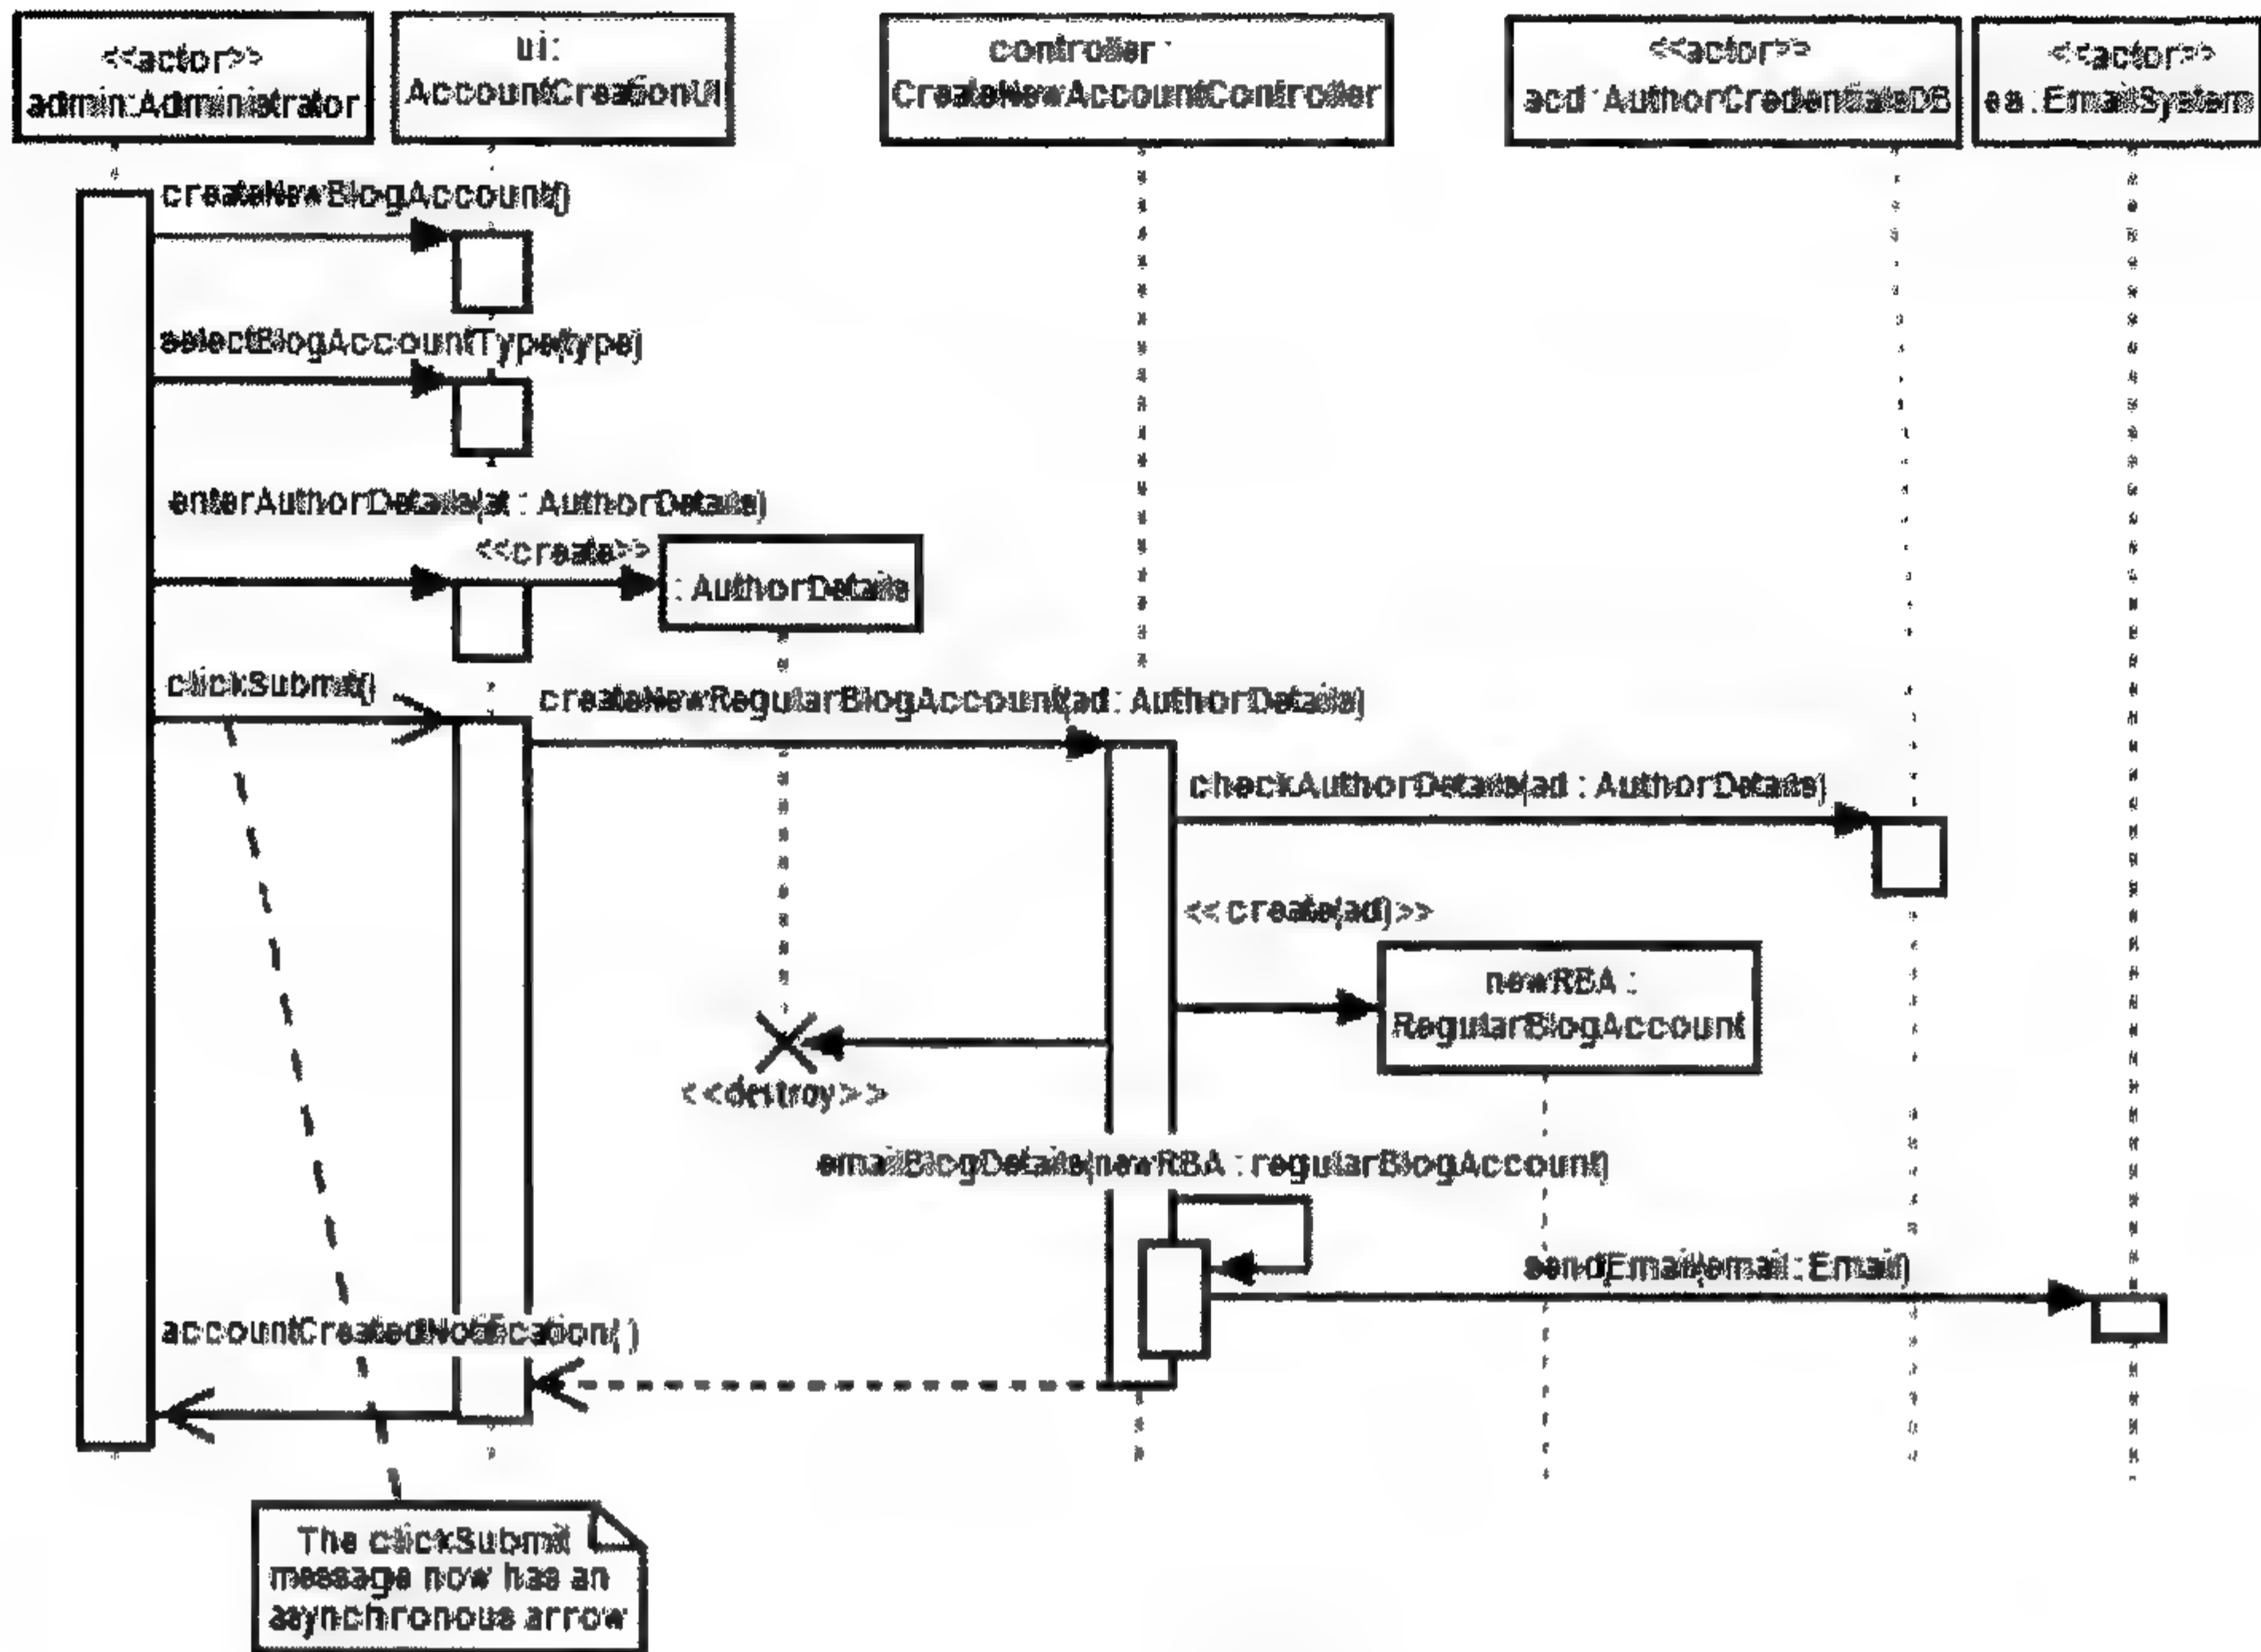 <<actor>>
admin:Administrator
ui:
AccountCreationUI
controller:
CreateNewAccountController
<<actor>>
acd:AuthorCredentialsDB
<<actor>>
es:EmailSystem
createNewBlogAccount()
selectBlogAccountType(type)
enterAuthorDetails(at : AuthorDetails)
<<create>>
: AuthorDetails
clickSubmit()
createNewRegularBlogAccount(ad : AuthorDetails)
checkAuthorDetails(ad : AuthorDetails)
<<create(ad)>>
newRBA :
RegularBlogAccount
<<destroy>>
emailBlogDetails(newRBA : regularBlogAccount)
sendEmail(email : Email)
accountCreatedNotification()
The clickSubmit
message now has an
asynchronous arrow